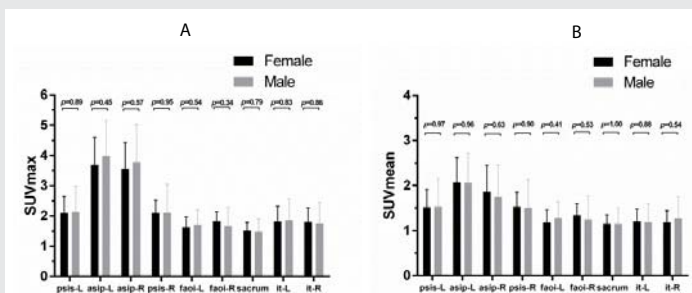 A
Female
Male
p=0.89 p=0.45 p=0.57 p=0.95 p=0.54 p=0.34 p=0.79 p=0.83 p=0.86
SUVmax
6
5
4
3
2
1
0
psis-L asip-L asip-R psis-R faoi-L faoi-R sacrum it-L it-R
B
Female
Male
p=0.97 p=0.96 p=0.63 p=0.90 p=0.41 p=0.53 p=1.00 p=0.86 p=0.54
SUVmean
4
3
2
1
0
psis-L asip-L asip-R psis-R faoi-L faoi-R sacrum it-L it-R